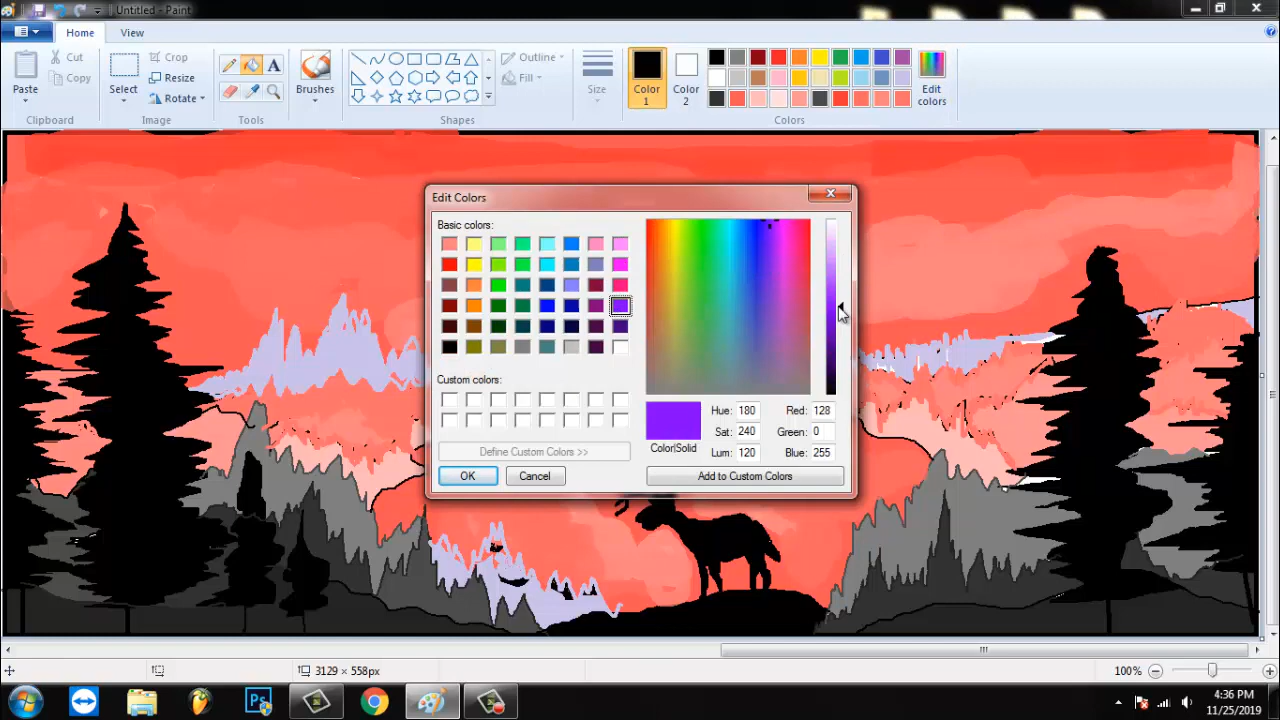 Untitled - Paint
Home View
Paste Cut Copy
Clipboard
Select Crop Resize Rotate
Image
A
Tools
Brushes
Outline Fill
Shapes
Size
Color 1
Color 2
Edit colors
Colors
Edit Colors
Basic colors:
Custom colors:
Define Custom Colors >>
OK Cancel
Color|Solid
Hue: 180 Red: 128
Sat: 240 Green: 0
Lum: 120 Blue: 255
Add to Custom Colors
3129 × 558px
100%
Ps
4:36 PM
11/25/2019